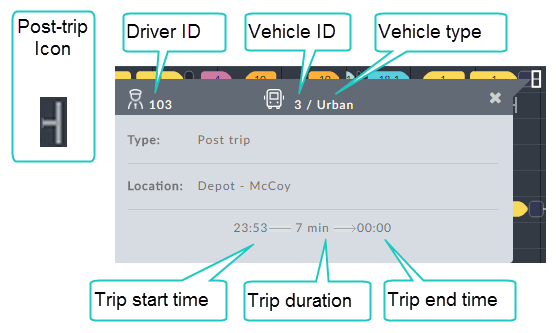 Post-trip
Icon
Driver ID
Vehicle ID
Vehicle type
103
3 / Urban
Type: Post trip
Location: Depot - McCoy
23:53 7 min 00:00
Trip start time
Trip duration
Trip end time